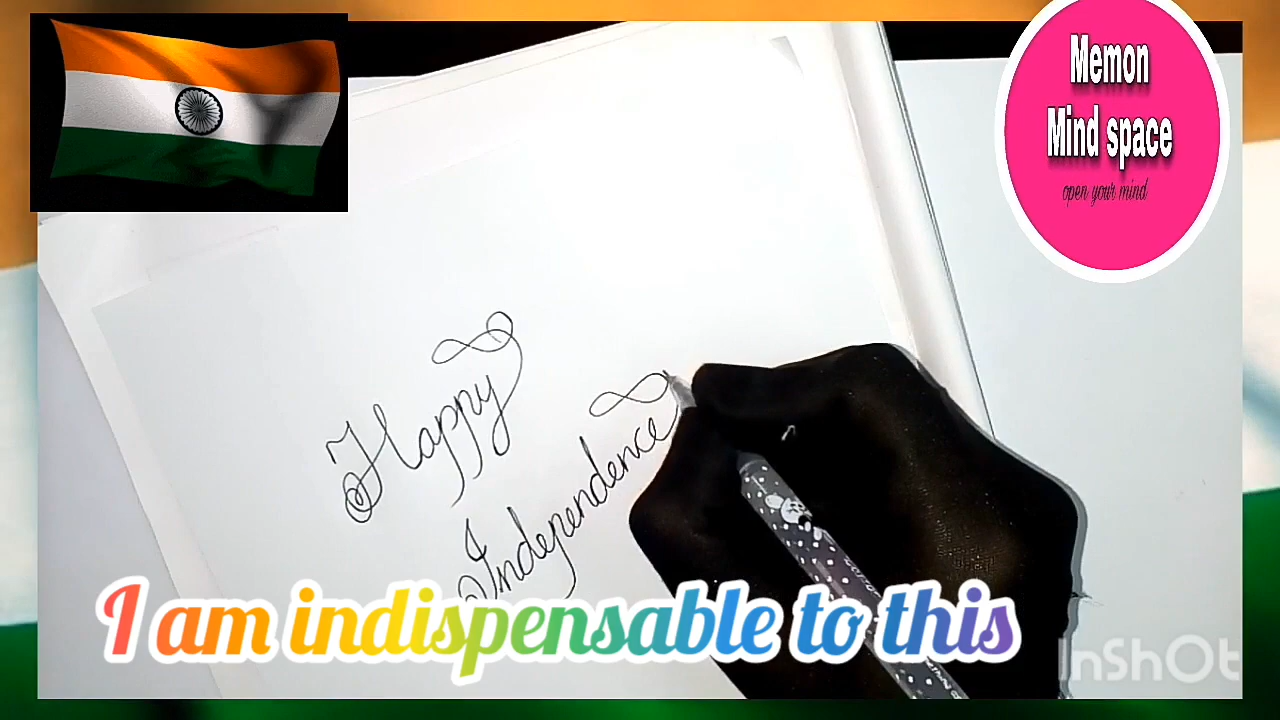 Memon
Mind space
open your mind
Happy
Independence
I am indispensable to this
InShOt